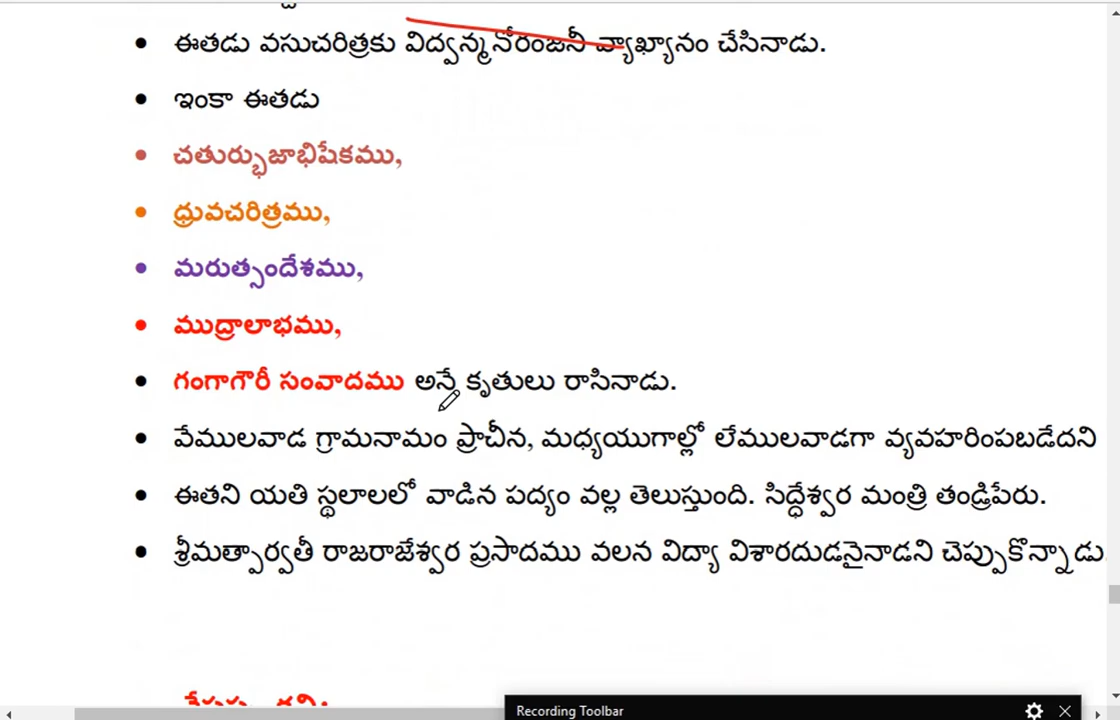 ఈతడు వసుచరిత్రకు విద్వన్మనోరంజనీ వ్యాఖ్యానం చేసినాడు.
ఇంకా ఈతడు
చతుర్భుజాభిషేకము,
ధ్రువచరిత్రము,
మరుత్సందేశము,
ముద్రాలాభము,
గంగాగౌరీ సంవాదము అన్నే కృతులు రాసినాడు.
వేములవాడ గ్రామనామం ప్రాచీన, మధ్యయుగాల్లో లేములవాడగా వ్యవహరింపబడేదని
ఈతని యతి స్థలాలలో వాడిన పద్యం వల్ల తెలుస్తుంది. సిద్ధేశ్వర మంత్రి తండ్రిపేరు.
శ్రీమత్పార్వతీ రాజరాజేశ్వర ప్రసాదము వలన విద్యా విశారదుడనైనాడని చెప్పుకొన్నాడు
Recording Toolbar